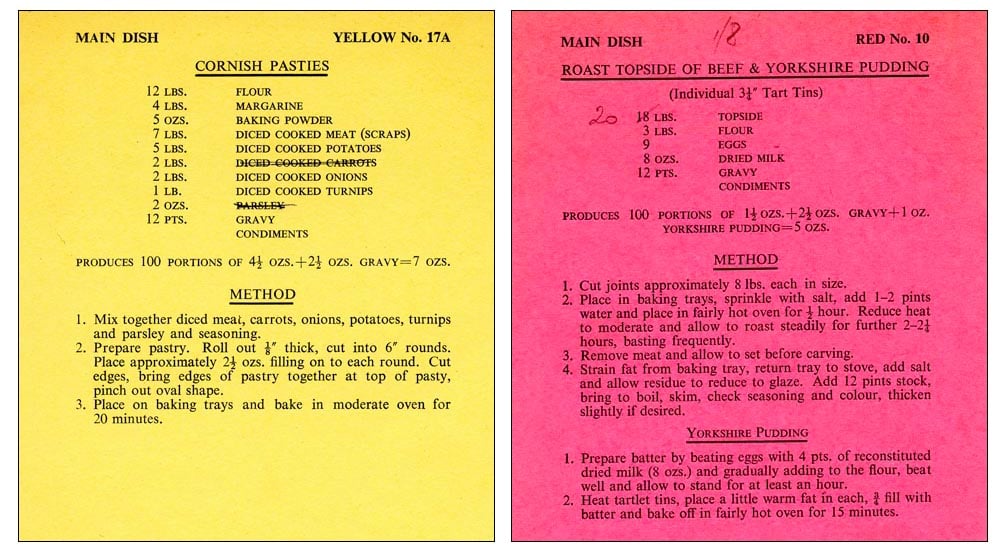 MAIN DISH YELLOW No. 17A
CORNISH PASTIES
12 LBS. FLOUR
4 LBS. MARGARINE
5 OZS. BAKING POWDER
7 LBS. DICED COOKED MEAT (SCRAPS)
5 LBS. DICED COOKED POTATOES
2 LBS. DICED COOKED CARROTS
2 LBS. DICED COOKED ONIONS
1 LB. DICED COOKED TURNIPS
2 OZS. PARSLEY
12 PTS. GRAVY
CONDIMENTS
PRODUCES 100 PORTIONS OF 4½ OZS.+2½ OZS. GRAVY=7 OZS.
METHOD
1. Mix together diced meat, carrots, onions, potatoes, turnips
and parsley and seasoning.
2. Prepare pastry. Roll out ⅛″ thick, cut into 6″ rounds.
Place approximately 2½ ozs. filling on to each round. Cut
edges, bring edges of pastry together at top of pasty,
pinch out oval shape.
3. Place on baking trays and bake in moderate oven for
20 minutes.
1/8
MAIN DISH RED No. 10
ROAST TOPSIDE OF BEEF & YORKSHIRE PUDDING
(Individual 3¼″ Tart Tins)
20 18 LBS. TOPSIDE
3 LBS. FLOUR
9 EGGS
8 OZS. DRIED MILK
12 PTS. GRAVY
CONDIMENTS
PRODUCES 100 PORTIONS OF 1½ OZS.+2½ OZS. GRAVY+1 OZ.
YORKSHIRE PUDDING=5 OZS.
METHOD
1. Cut joints approximately 8 lbs. each in size.
2. Place in baking trays, sprinkle with salt, add 1–2 pints
water and place in fairly hot oven for ½ hour. Reduce heat
to moderate and allow to roast steadily for further 2–2¼
hours, basting frequently.
3. Remove meat and allow to set before carving.
4. Strain fat from baking tray, return tray to stove, add salt
and allow residue to reduce to glaze. Add 12 pints stock,
bring to boil, skim, check seasoning and colour, thicken
slightly if desired.
YORKSHIRE PUDDING
1. Prepare batter by beating eggs with 4 pts. of reconstituted
dried milk (8 ozs.) and gradually adding to the flour, beat
well and allow to stand for at least an hour.
2. Heat tartlet tins, place a little warm fat in each, ¾ fill with
batter and bake off in fairly hot oven for 15 minutes.